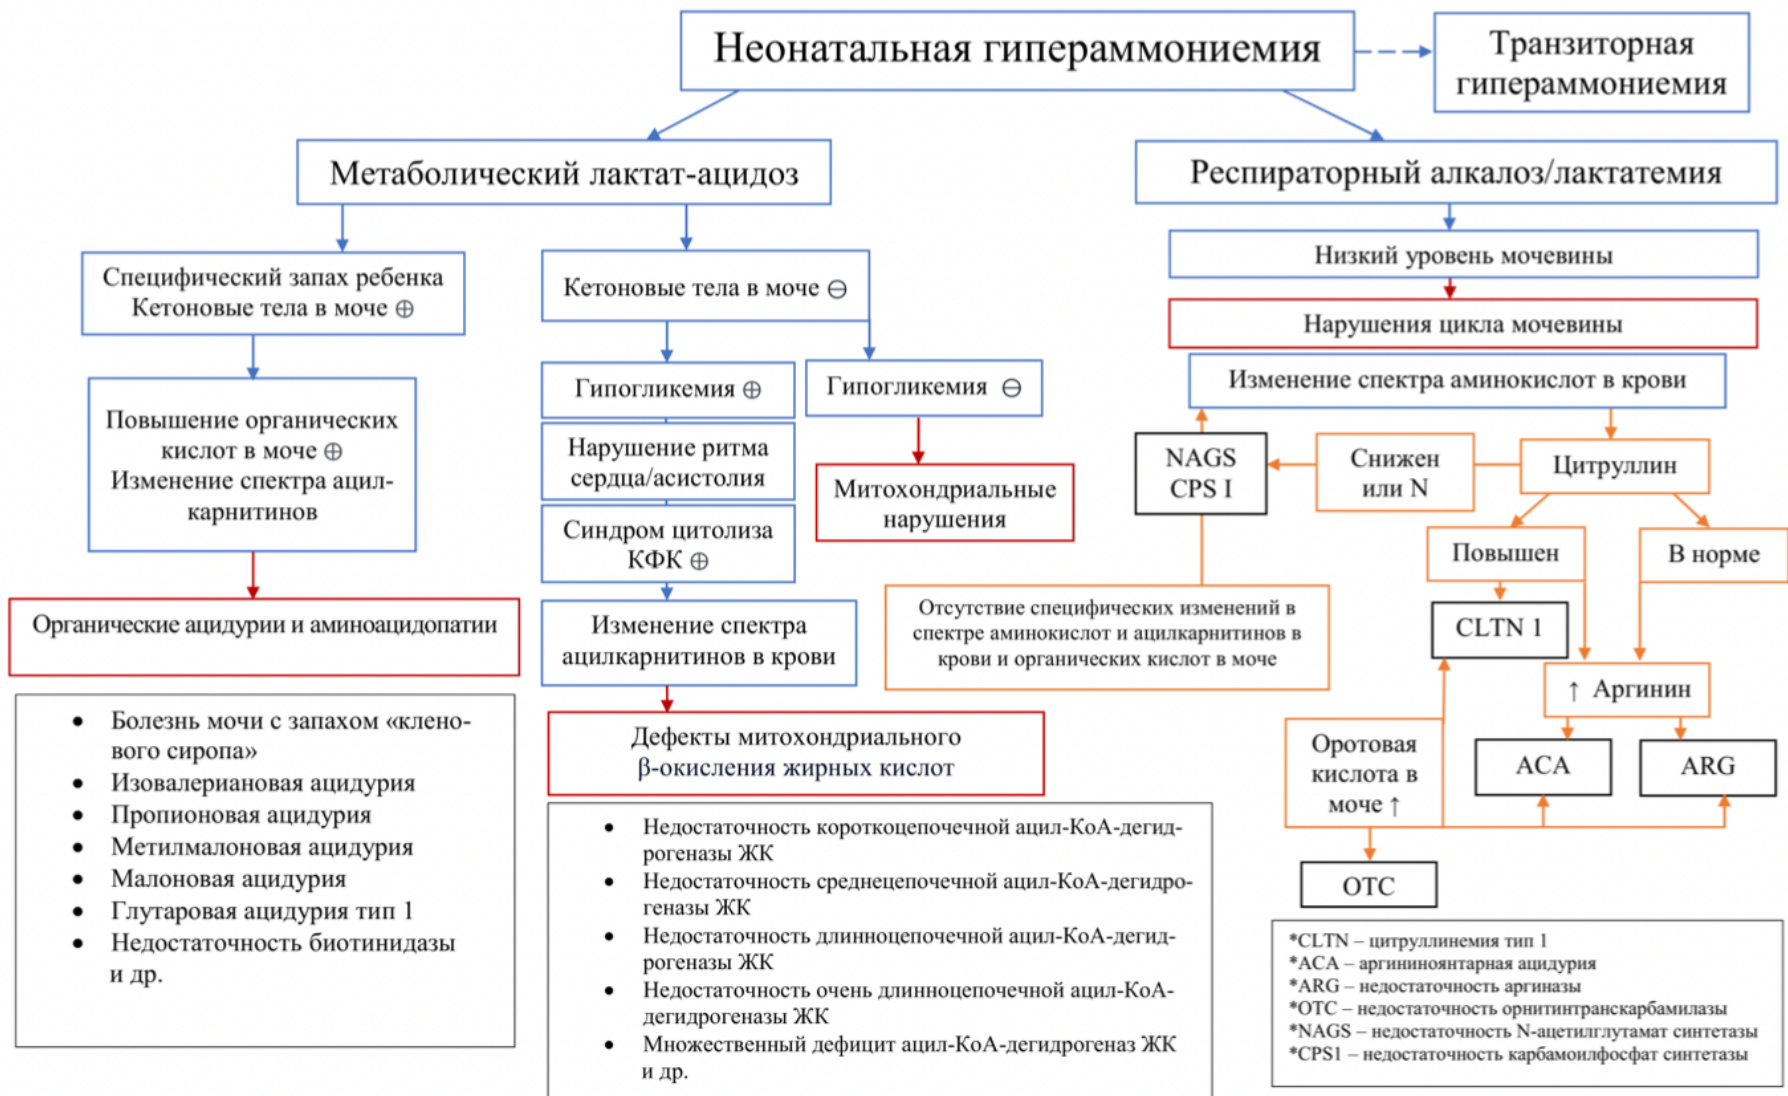 Неонатальная гипераммониемия
Транзиторная
гипераммониемия
Метаболический лактат-ацидоз
Респираторный алкалоз/лактатемия
Специфический запах ребенка
Кетоновые тела в моче ⊕
Повышение органических
кислот в моче ⊕
Изменение спектра ацил-
карнитинов
Органические ацидурии и аминоацидопатии
• Болезнь мочи с запахом «клено-
вого сиропа»
• Изовалериановая ацидурия
• Пропионовая ацидурия
• Метилмалоновая ацидурия
• Малоновая ацидурия
• Глутаровая ацидурия тип 1
• Недостаточность биотинидазы
и др.
Кетоновые тела в моче ⊖
Гипогликемия ⊕
Нарушение ритма
сердца/асистолия
Синдром цитолиза
КФК ⊕
Изменение спектра
ацилкарнитинов в крови
Дефекты митохондриального
β-окисления жирных кислот
• Недостаточность короткоцепочечной ацил-КоА-дегид-
рогеназы ЖК
• Недостаточность среднецепочечной ацил-КоА-дегидро-
геназы ЖК
• Недостаточность длинноцепочечной ацил-КоА-дегид-
рогеназы ЖК
• Недостаточность очень длинноцепочечной ацил-КоА-
дегидрогеназы ЖК
• Множественный дефицит ацил-КоА-дегидрогеназ ЖК
и др.
Гипогликемия ⊖
Митохондриальные
нарушения
Низкий уровень мочевины
Нарушения цикла мочевины
Изменение спектра аминокислот в крови
NAGS
CPS I
Снижен
или N
Цитруллин
Отсутствие специфических изменений в
спектре аминокислот и ацилкарнитинов в
крови и органических кислот в моче
Повышен
В норме
CLTN 1
↑ Аргинин
Оротовая
кислота в
моче ↑
ACA
ARG
OTC
*CLTN – цитруллинемия тип 1
*ACA – аргининоянтарная ацидурия
*ARG – недостаточность аргиназы
*OTC – недостаточность орнитинтранскарбамилазы
*NAGS – недостаточность N-ацетилглутамат синтетазы
*CPS1 – недостаточность карбамоилфосфат синтетазы